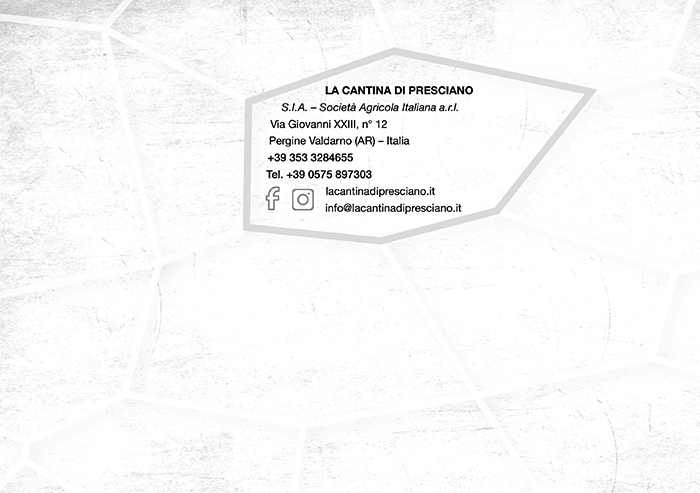 LA CANTINA DI PRESCIANO
S.I.A. – Società Agricola Italiana a.r.l.
Via Giovanni XXIII, n° 12
Pergine Valdarno (AR) – Italia
+39 353 3284655
Tel. +39 0575 897303
lacantinadipresciano.it
info@lacantinadipresciano.it